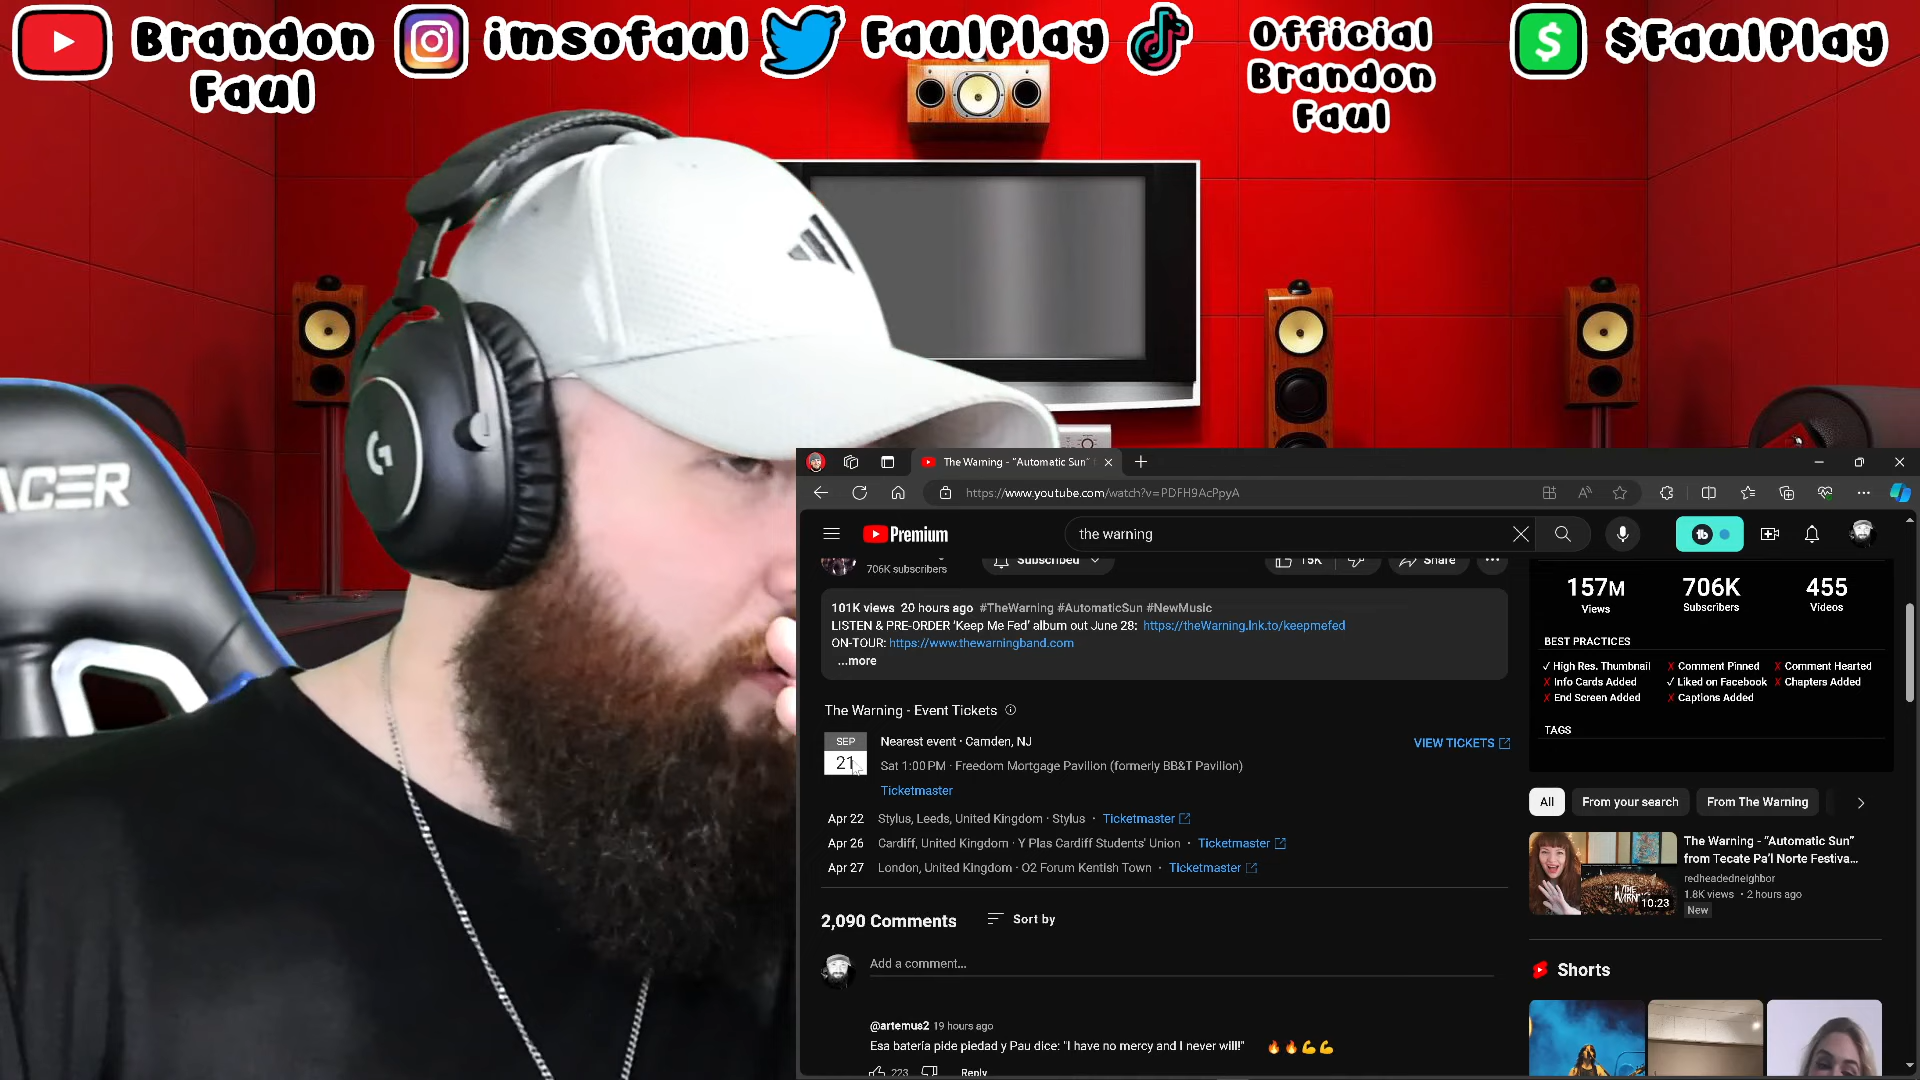 Brandon
Faul
imsofaul
FaulPlay
Official
Brandon
Faul
$FaulPlay
ACER
The Warning - "Automatic Sun"
https://www.youtube.com/watch?v=PDFH9AcPpyA
Premium
the warning
706K subscribers
Subscribed
15K
Share
101K views 20 hours ago #TheWarning #AutomaticSun #NewMusic
LISTEN & PRE-ORDER 'Keep Me Fed' album out June 28: https://theWarning.lnk.to/keepmefed
ON-TOUR: https://www.thewarningband.com
...more
The Warning - Event Tickets
SEP
21
Nearest event · Camden, NJ
Sat 1:00 PM · Freedom Mortgage Pavilion (formerly BB&T Pavilion)
Ticketmaster
VIEW TICKETS
Apr 22 Stylus, Leeds, United Kingdom · Stylus · Ticketmaster
Apr 26 Cardiff, United Kingdom · Y Plas Cardiff Students' Union · Ticketmaster
Apr 27 London, United Kingdom · O2 Forum Kentish Town · Ticketmaster
2,090 Comments
Sort by
Add a comment...
@artemus2 19 hours ago
Esa batería pide piedad y Pau dice: "I have no mercy and I never will!" 🔥🔥💪💪
223
Reply
157M 706K 455
Views Subscribers Videos
BEST PRACTICES
✓ High Res. Thumbnail ✗ Comment Pinned ✗ Comment Hearted
✗ Info Cards Added ✓ Liked on Facebook ✗ Chapters Added
✗ End Screen Added ✗ Captions Added
TAGS
All
From your search
From The Warning
The Warning - "Automatic Sun"
from Tecate Pa'l Norte Festiva...
redheadedneighbor
1.8K views · 2 hours ago
New
10:23
Shorts